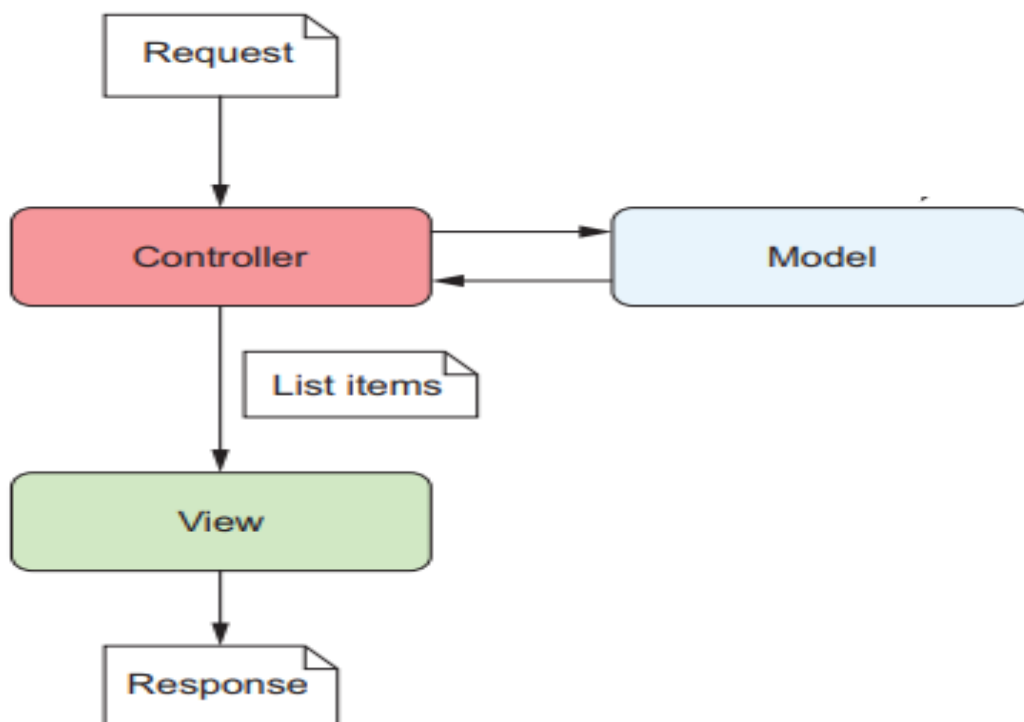 Request
Controller
Model
List items
View
Response